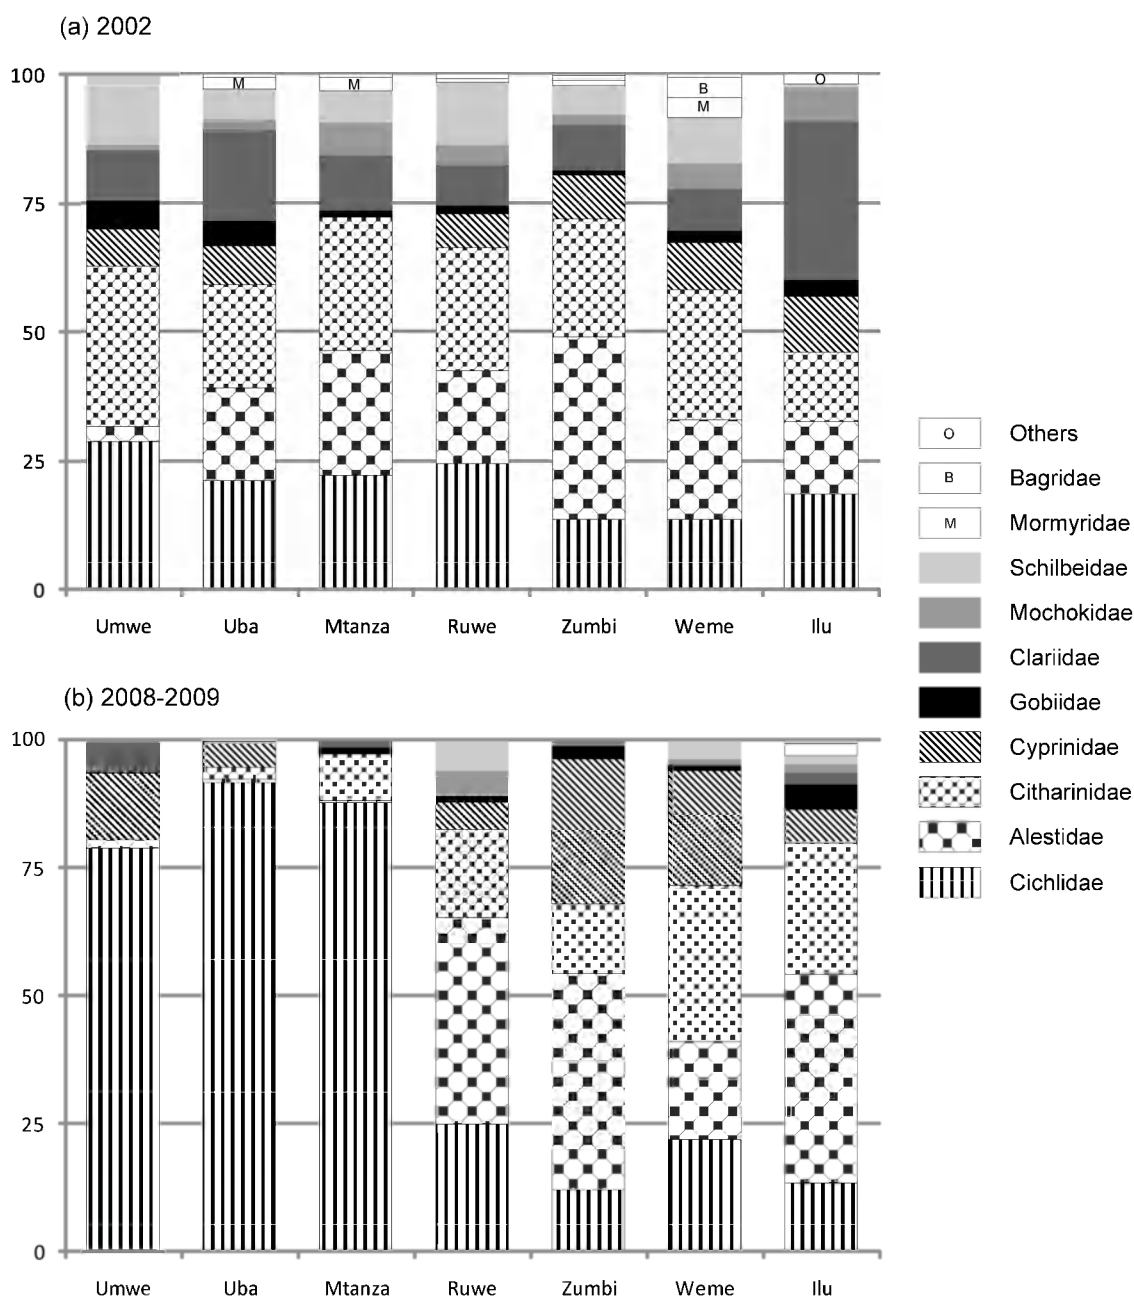 (a) 2002
100
M
M
B
M
O
75
50
25
0
Umwe
Uba
Mtanza
Ruwe
Zumbi
Weme
Ilu
O
Others
B
Bagridae
M
Mormyridae
Schilbeidae
Mochokidae
Clariidae
Gobiidae
Cyprinidae
Citharinidae
Alestidae
Cichlidae
(b) 2008-2009
100
75
50
25
0
Umwe
Uba
Mtanza
Ruwe
Zumbi
Weme
Ilu